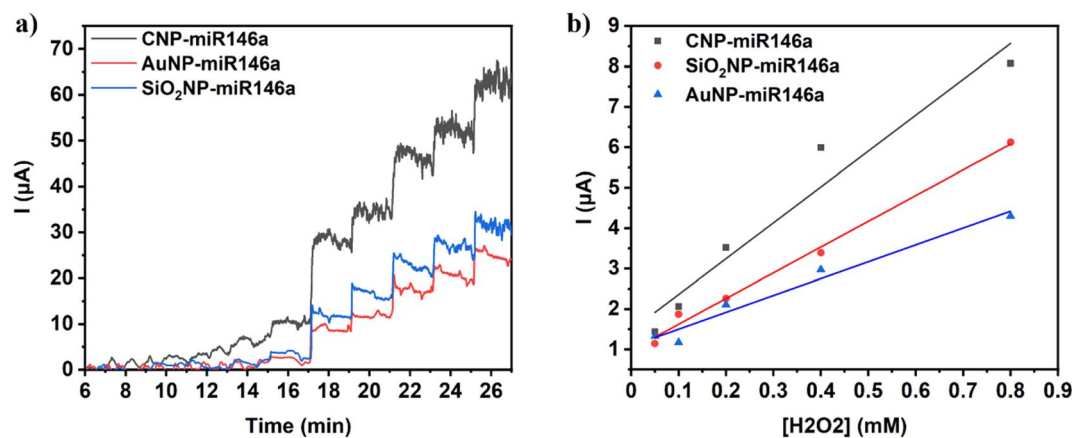 a)
70
60
50
40
30
20
10
0
I (µA)
CNP-miR146a
AuNP-miR146a
SiO₂NP-miR146a
6 8 10 12 14 16 18 20 22 24 26
Time (min)
b)
9
8
7
6
5
4
3
2
1
I (µA)
CNP-miR146a
SiO₂NP-miR146a
AuNP-miR146a
0.0 0.1 0.2 0.3 0.4 0.5 0.6 0.7 0.8 0.9
[H2O2] (mM)